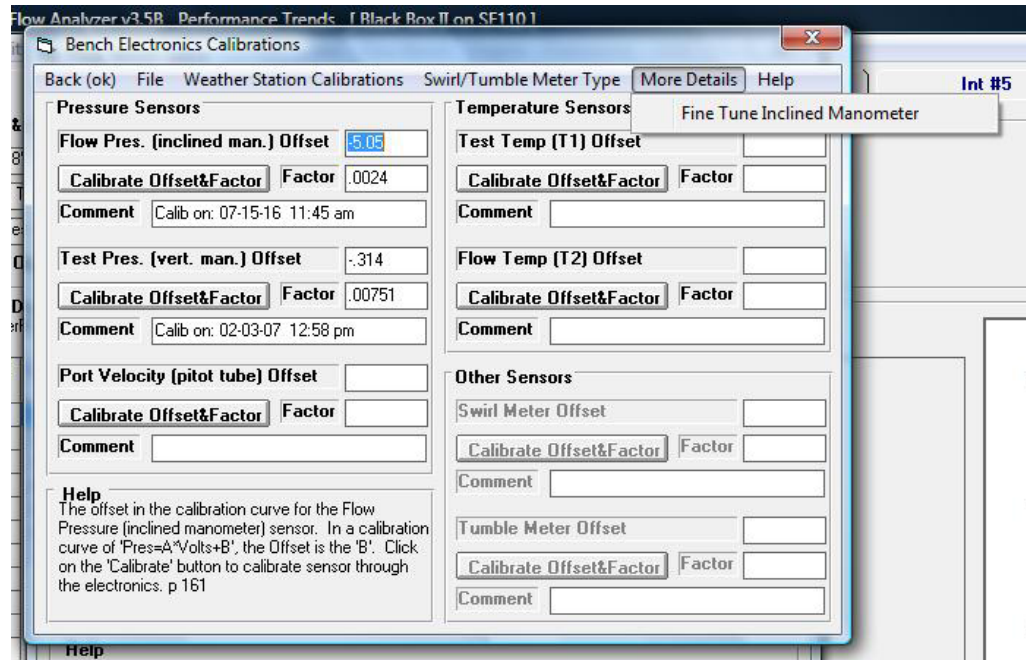 Flow Analyzer v3.5B Performance Trends [ Black Box II on SF110 ]
Bench Electronics Calibrations
X
Back (ok) File Weather Station Calibrations Swirl/Tumble Meter Type More Details Help
Fine Tune Inclined Manometer
Int #5
Pressure Sensors
Flow Pres. (inclined man.) Offset -5.05
Calibrate Offset&Factor Factor .0024
Comment Calib on: 07-15-16 11:45 am
Test Pres. (vert. man.) Offset -.314
Calibrate Offset&Factor Factor .00751
Comment Calib on: 02-03-07 12:58 pm
Port Velocity (pitot tube) Offset
Calibrate Offset&Factor Factor
Comment
Help
The offset in the calibration curve for the Flow
Pressure (inclined manometer) sensor. In a calibration
curve of 'Pres=A*Volts+B', the Offset is the 'B'. Click
on the 'Calibrate' button to calibrate sensor through
the electronics. p 161
Temperature Sensors
Test Temp (T1) Offset
Calibrate Offset&Factor Factor
Comment
Flow Temp (T2) Offset
Calibrate Offset&Factor Factor
Comment
Other Sensors
Swirl Meter Offset
Calibrate Offset&Factor Factor
Comment
Tumble Meter Offset
Calibrate Offset&Factor Factor
Comment
Help